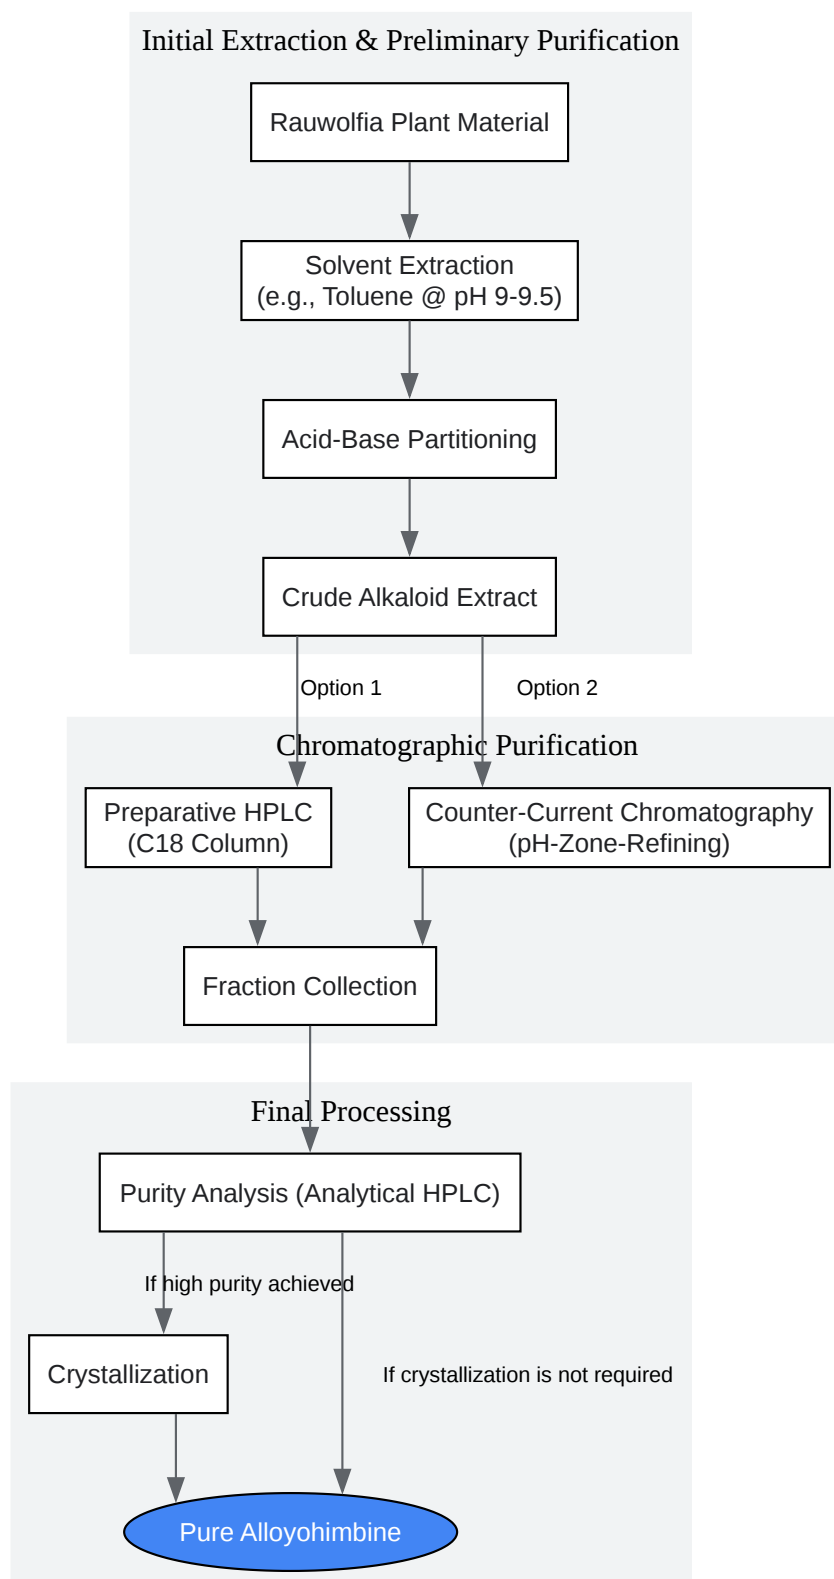 Initial Extraction & Preliminary Purification
Rauwolfia Plant Material
Solvent Extraction
(e.g., Toluene @ pH 9-9.5)
Acid-Base Partitioning
Crude Alkaloid Extract
Option 1
Option 2
Chromatographic Purification
Preparative HPLC
(C18 Column)
Counter-Current Chromatography
(pH-Zone-Refining)
Fraction Collection
Final Processing
Purity Analysis (Analytical HPLC)
If high purity achieved
Crystallization
If crystallization is not required
Pure Alloyohimbine